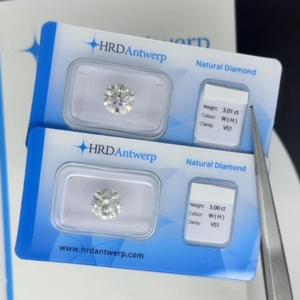 HRDAntwerp
Natural Diamond
Weight: 3.01 ct
Colour: W ( H )
Clarity: VS1
HRDAntwerp
Natural Diamond
Weight: 3.00 ct
Colour: W ( H )
Clarity: VS1
www.hrdantwerp.com